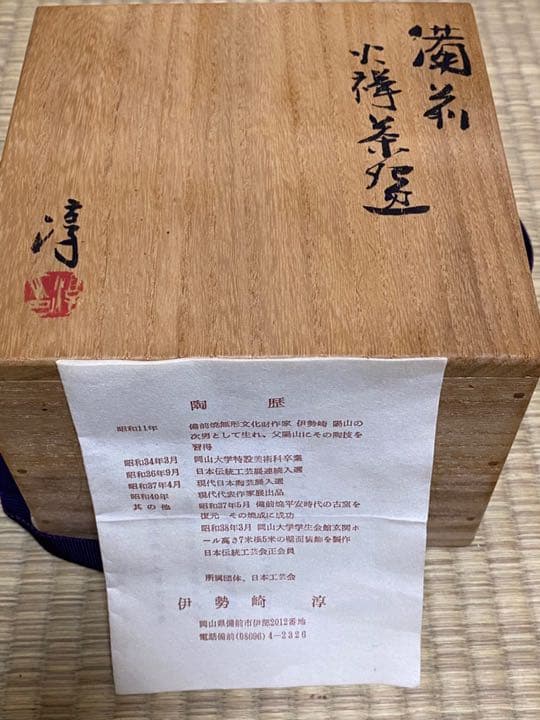 備前
火襷茶盌
淳
陶歴
昭和11年 備前焼無形文化財作家 伊勢崎 陽山の
次男として生れ、父陽山にその陶技を
習得
昭和34年3月 岡山大学特設美術科卒業
昭和36年9月 日本伝統工芸展連続入選
昭和37年4月 現代日本陶芸展入選
昭和40年 現代代表作家展出品
其の他 昭和37年5月 備前焼平安時代の古窯を
復元 その焼成に成功
昭和38年3月 岡山大学学生会館玄関ホ
ール高さ7米横5米の壁面装飾を製作
日本伝統工芸会正会員
所属団体、日本工芸会
伊勢崎 淳
岡山県備前市伊部2012番地
電話備前(08696)4-2326